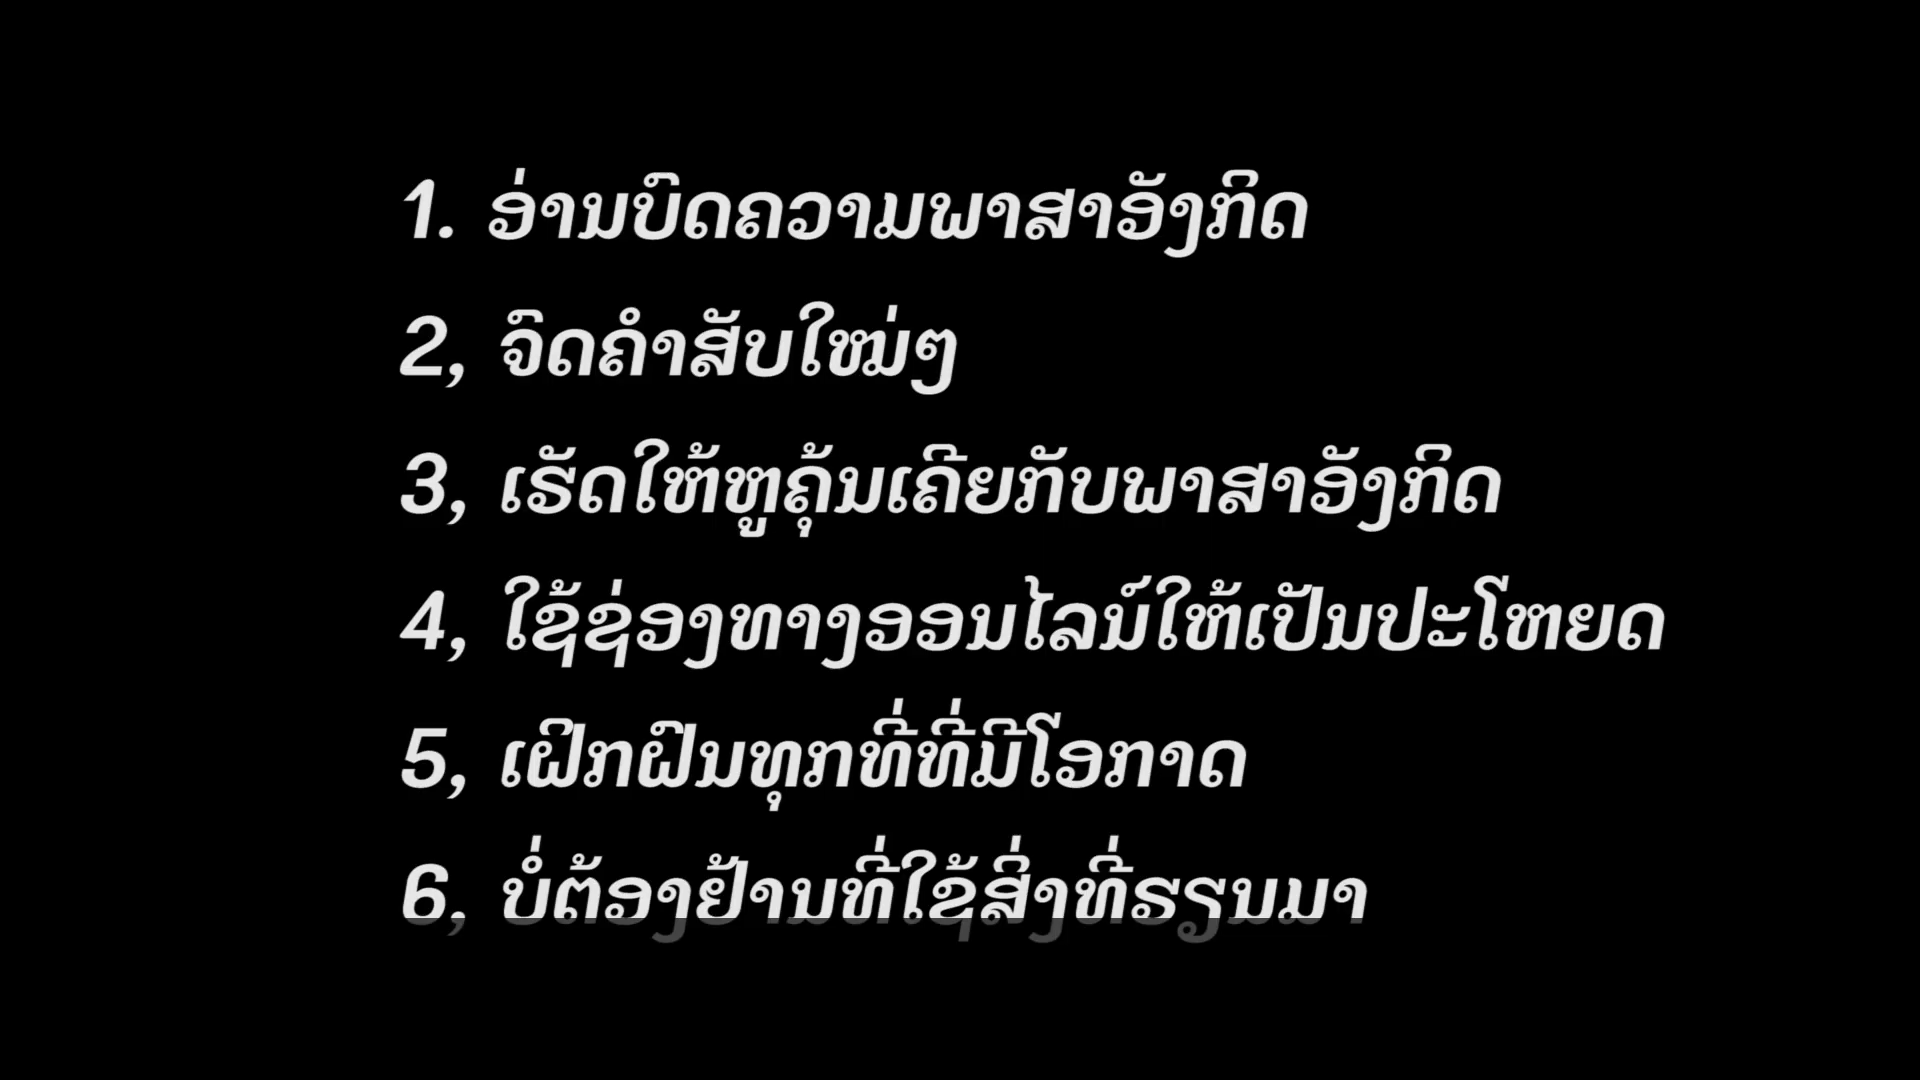 1. ອ່ານບົດຄວາມພາສາອັງກິດ
2, ຈົດຄຳສັບໃໝ່ໆ
3, ເຮັດໃຫ້ຫູຄຸ້ນເຄີຍກັບພາສາອັງກິດ
4, ໃຊ້ຊ່ອງທາງອອນໄລນ໌ໃຫ້ເປັນປະໂຫຍດ
5, ເຝິກຝົນທຸກທີ່ທີ່ມີໂອກາດ
6, ບໍ່ຕ້ອງຢ້ານທີ່ໃຊ້ສິ່ງທີ່ຮຽນມາ